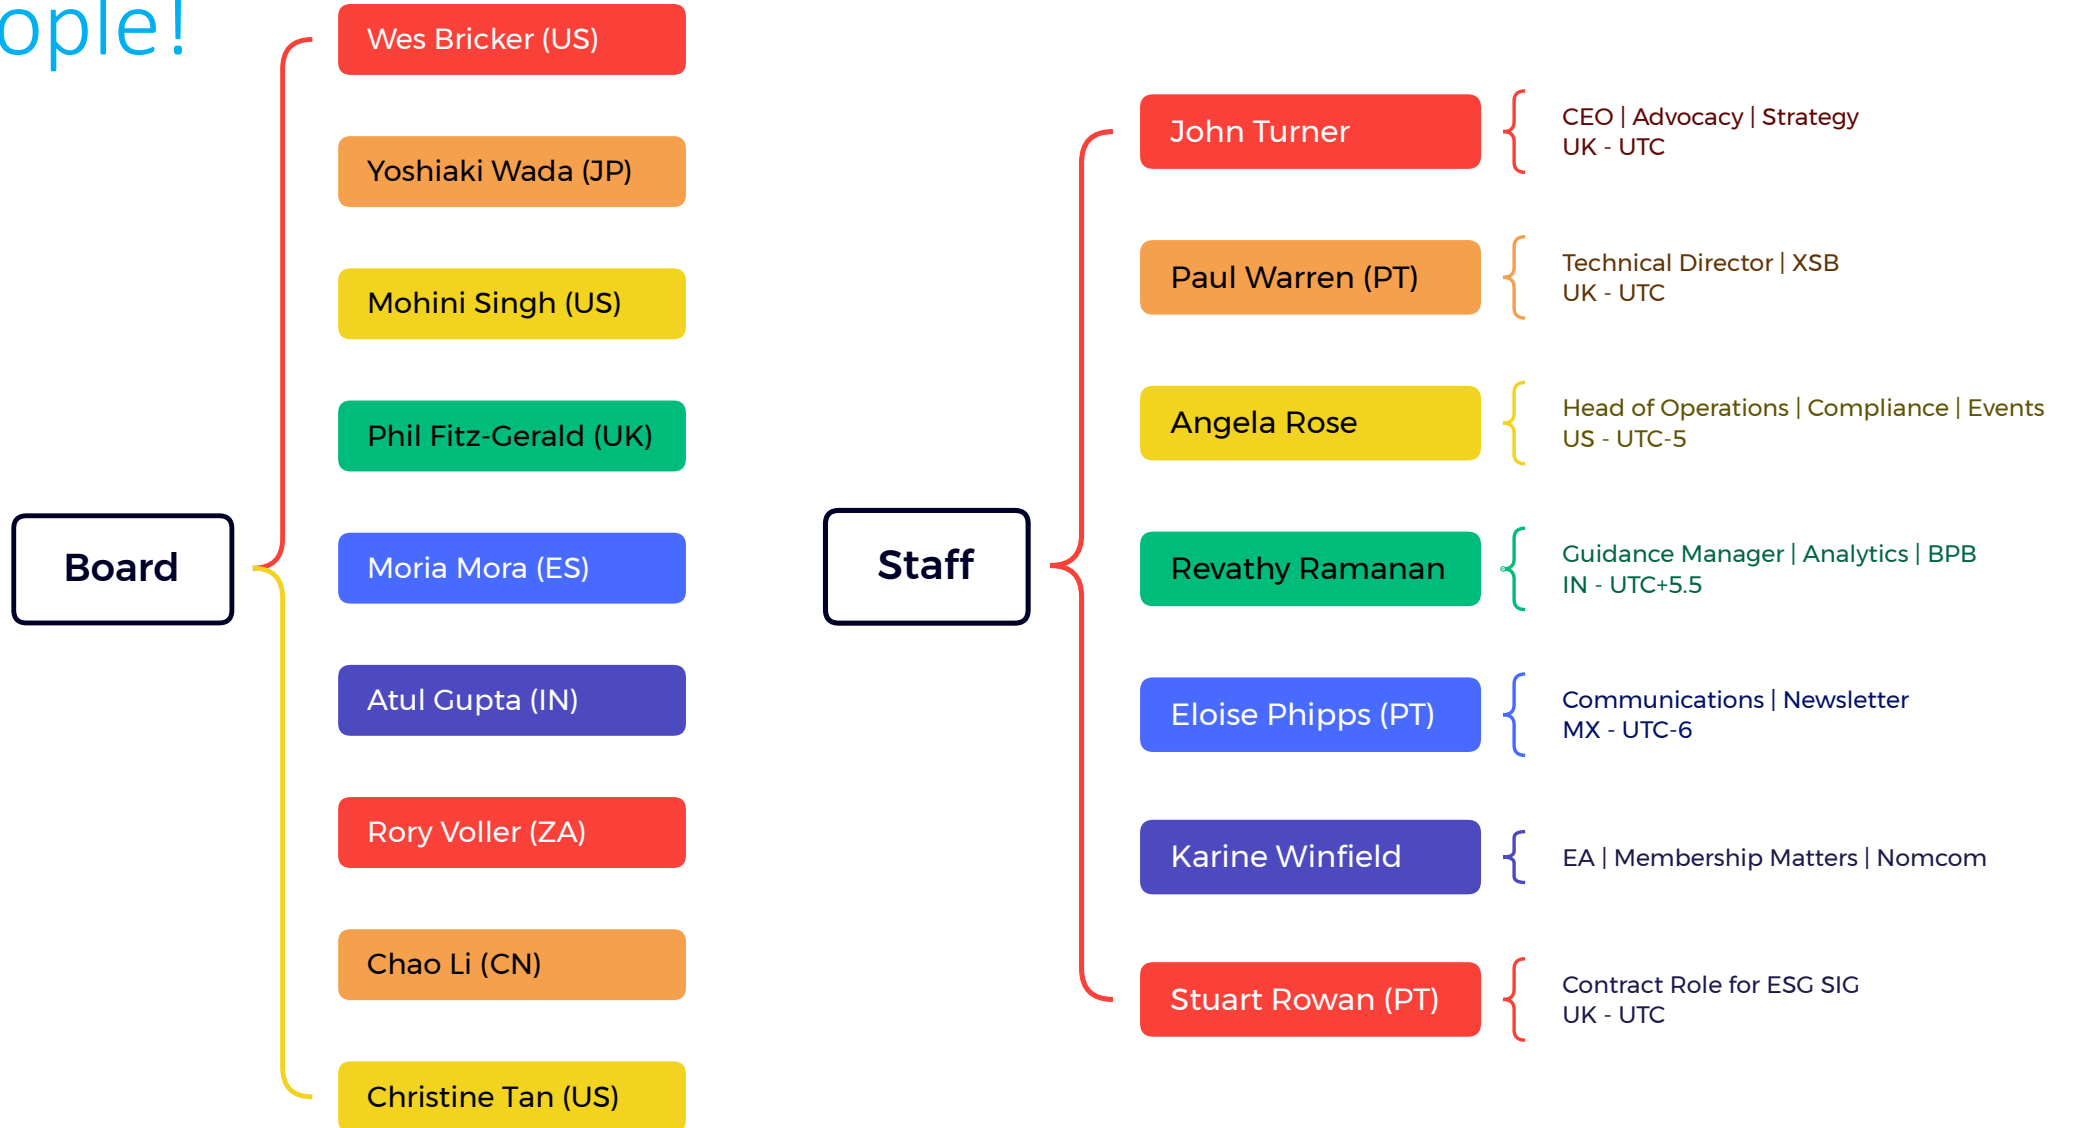 ople!
Board
Wes Bricker (US)
Yoshiaki Wada (JP)
Mohini Singh (US)
Phil Fitz-Gerald (UK)
Moria Mora (ES)
Atul Gupta (IN)
Rory Voller (ZA)
Chao Li (CN)
Christine Tan (US)
Staff
John Turner
CEO | Advocacy | Strategy
UK - UTC
Paul Warren (PT)
Technical Director | XSB
UK - UTC
Angela Rose
Head of Operations | Compliance | Events
US - UTC-5
Revathy Ramanan
Guidance Manager | Analytics | BPB
IN - UTC+5.5
Eloise Phipps (PT)
Communications | Newsletter
MX - UTC-6
Karine Winfield
EA | Membership Matters | Nomcom
Stuart Rowan (PT)
Contract Role for ESG SIG
UK - UTC